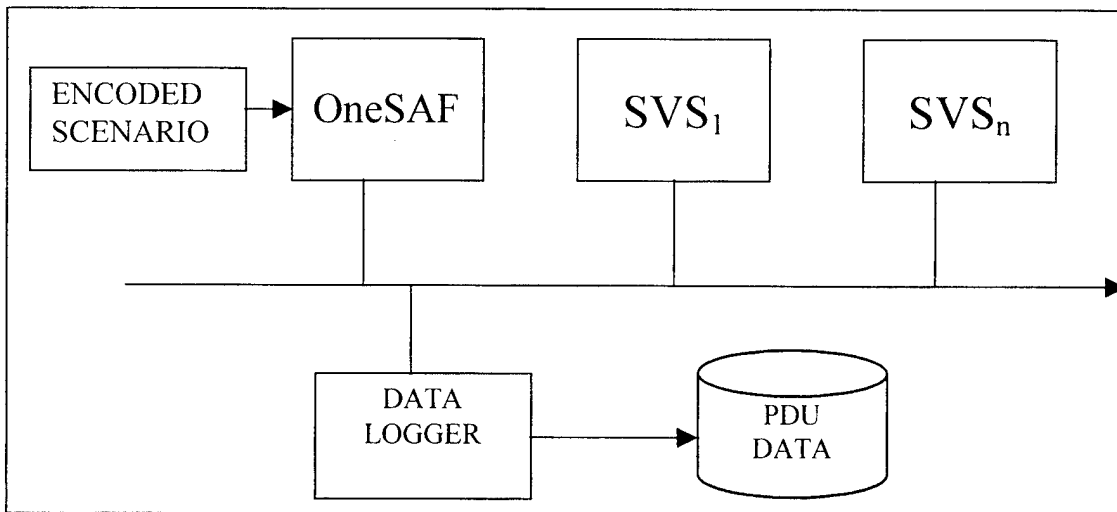 ENCODED
SCENARIO
OneSAF
SVS₁
SVSₙ
DATA
LOGGER
PDU
DATA